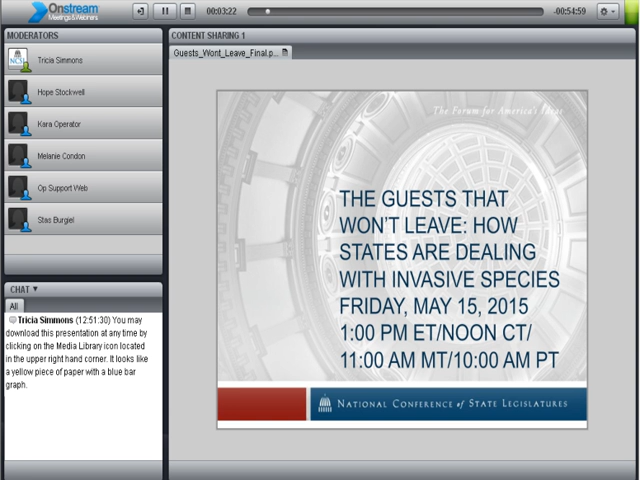 Onstream
Meetings & Webinars
00:03:22
-00:54:59
MODERATORS
Tricia Simmons
Hope Stockwell
Kara Operator
Melanie Condon
Op Support Web
Stas Burgiel
CHAT
All
Tricia Simmons (12:51:30) You may
download this presentation at any time by
clicking on the Media Library icon located
in the upper right hand corner. It looks like
a yellow piece of paper with a blue bar
graph.
CONTENT SHARING 1
Guests_Wont_Leave_Final.p...
The Forum for America's Ideas
THE GUESTS THAT
WON'T LEAVE: HOW
STATES ARE DEALING
WITH INVASIVE SPECIES
FRIDAY, MAY 15, 2015
1:00 PM ET/NOON CT/
11:00 AM MT/10:00 AM PT
NATIONAL CONFERENCE of STATE LEGISLATURES